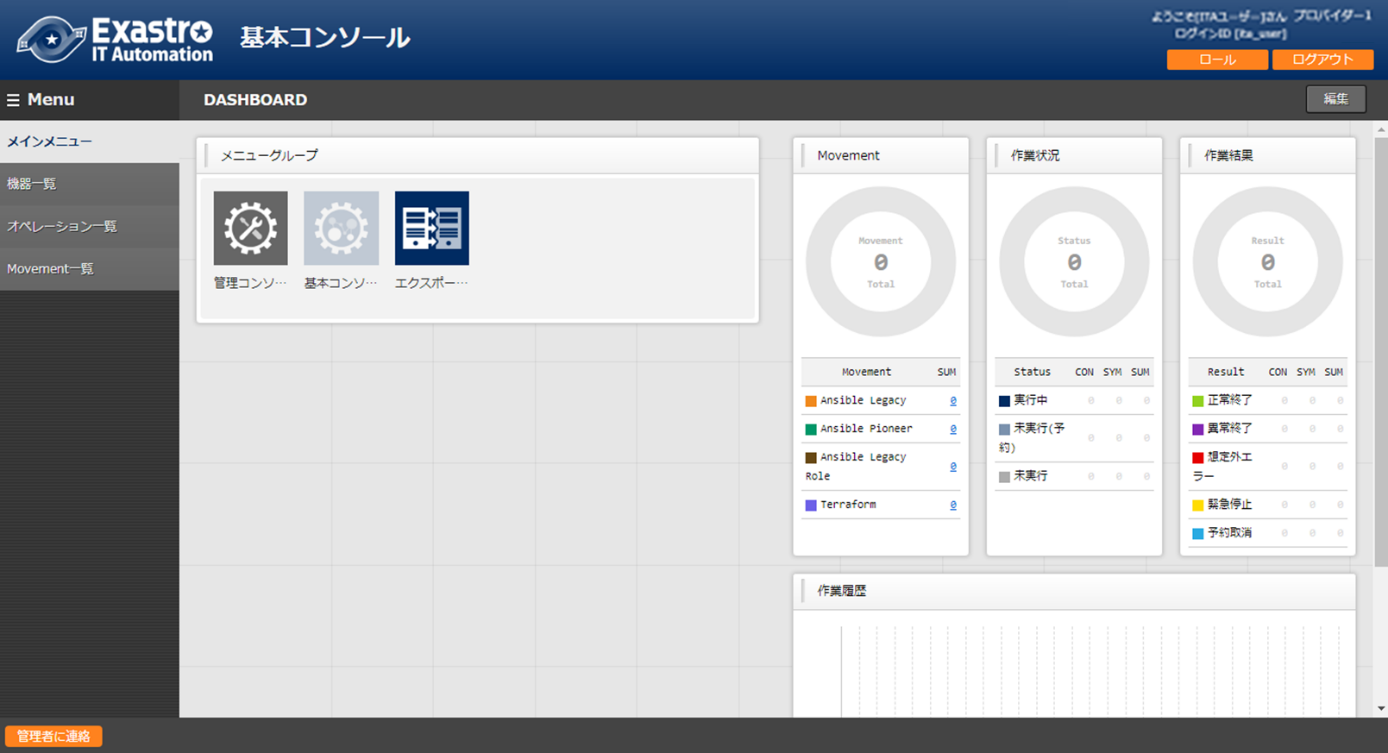 Exastro
IT Automation
基本コンソール
ようこそ[ITAユーザー]さん プロバイダー1
ログインID [ita_user]
ロール
ログアウト
Menu
DASHBOARD
編集
メインメニュー
機器一覧
オペレーション一覧
Movement一覧
メニューグループ
管理コンソ…
基本コンソ…
エクスポー…
Movement
Movement
0
Total
Movement SUM
Ansible Legacy 0
Ansible Pioneer 0
Ansible Legacy
Role 0
Terraform 0
作業状況
Status
0
Total
Status CON SYM SUM
実行中 0 0 0
未実行(予
約) 0 0 0
未実行 0 0 0
作業結果
Result
0
Total
Result CON SYM SUM
正常終了 0 0 0
異常終了 0 0 0
想定外エ
ラー 0 0 0
緊急停止 0 0 0
予約取消 0 0 0
作業履歴
管理者に連絡